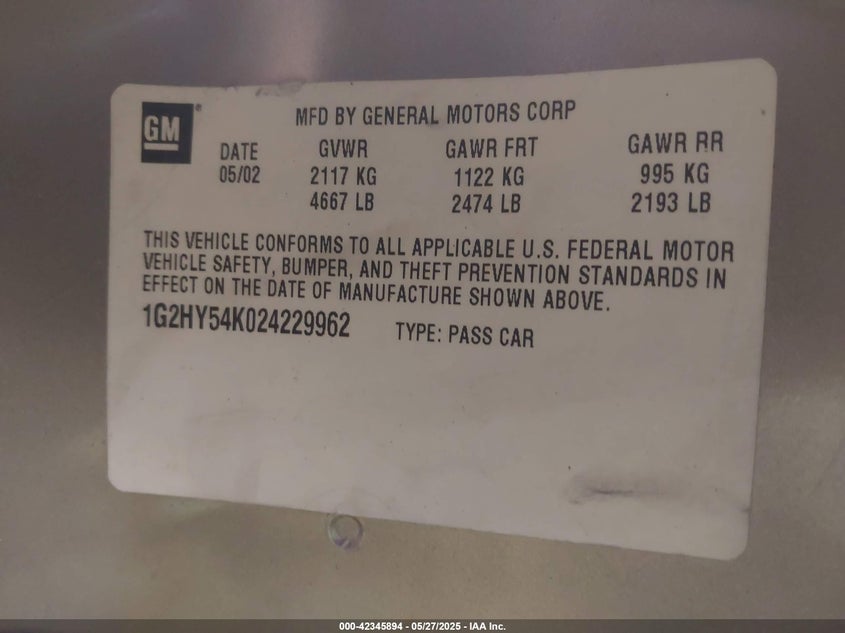 GM®
MFD BY GENERAL MOTORS CORP
DATE GVWR GAWR FRT GAWR RR
05/02 2117 KG 1122 KG 995 KG
4667 LB 2474 LB 2193 LB
THIS VEHICLE CONFORMS TO ALL APPLICABLE U.S. FEDERAL MOTOR
VEHICLE SAFETY, BUMPER, AND THEFT PREVENTION STANDARDS IN
EFFECT ON THE DATE OF MANUFACTURE SHOWN ABOVE.
1G2HY54K024229962 TYPE: PASS CAR
000-42345894 - 05/27/2025 - IAA Inc.